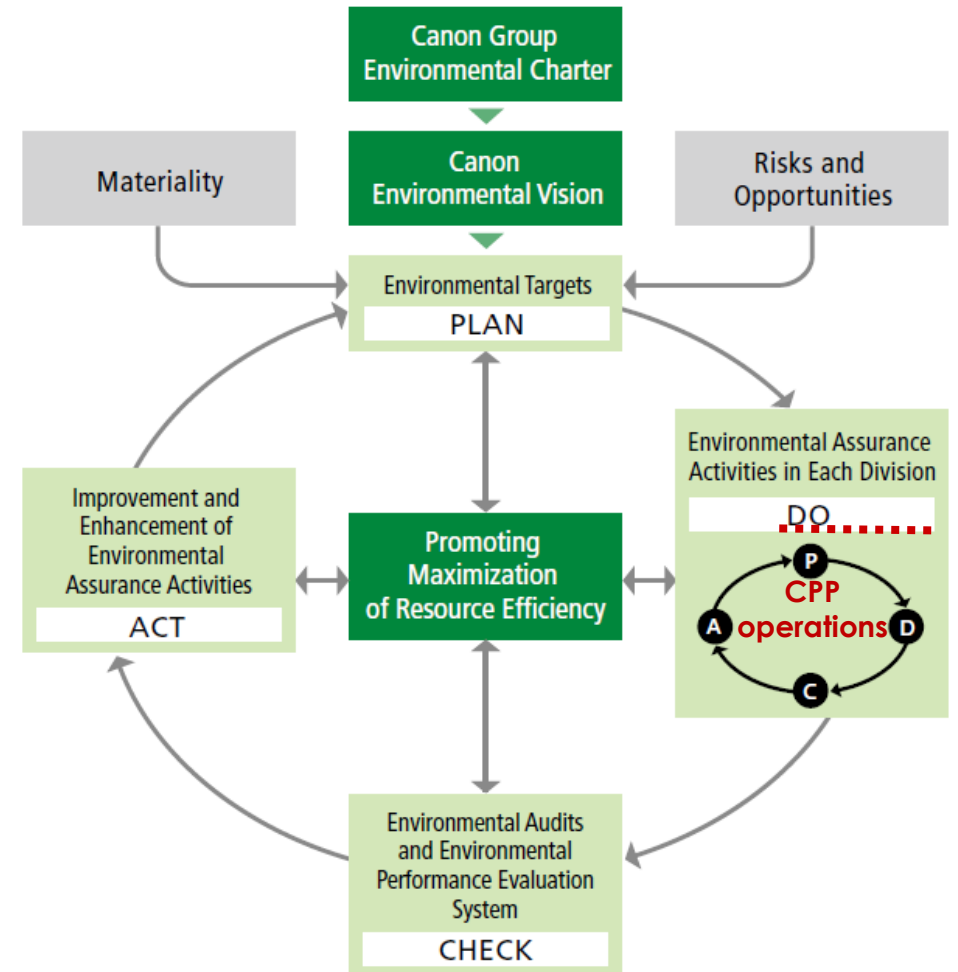 Canon Group
Environmental Charter
Materiality
Canon
Environmental Vision
Risks and
Opportunities
Environmental Targets
PLAN
Environmental Assurance
Activities in Each Division
DO
P
CPP
operations
A
D
C
Improvement and
Enhancement of
Environmental
Assurance Activities
ACT
Promoting
Maximization
of Resource Efficiency
Environmental Audits
and Environmental
Performance Evaluation
System
CHECK